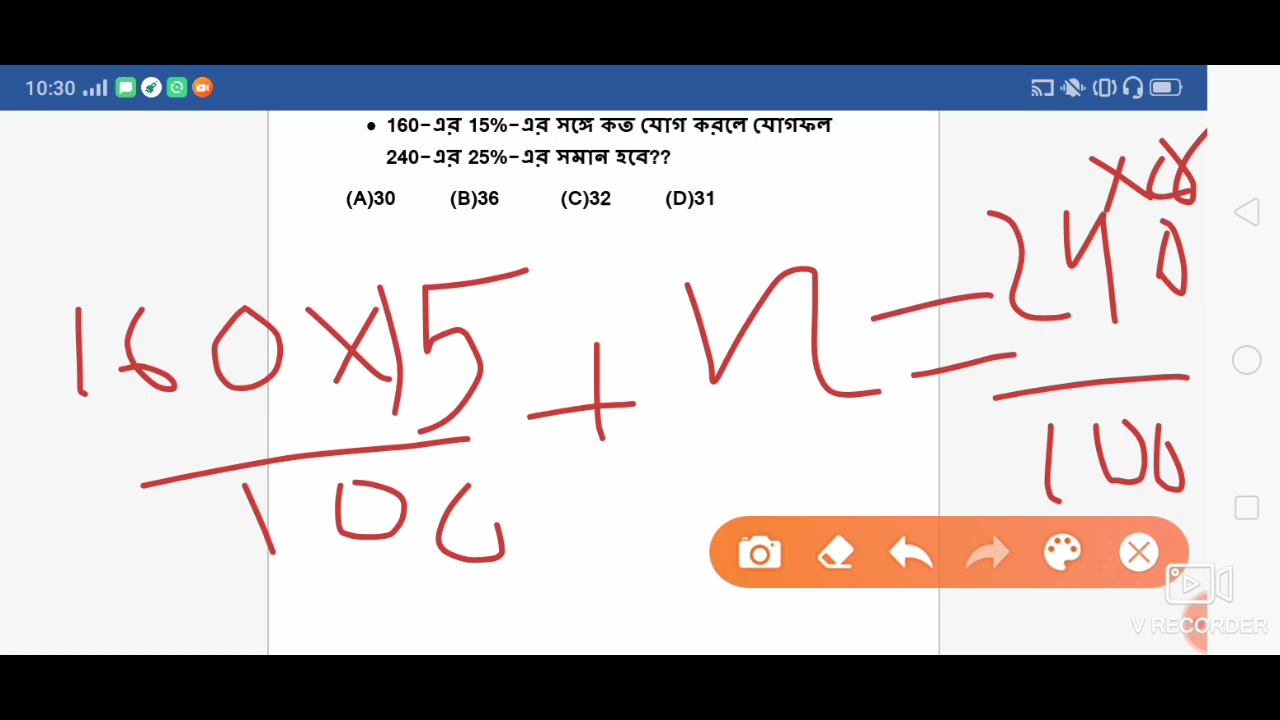 10:30
• 160-এর 15%-এর সঙ্গে কত যোগ করলে যোগফল
240-এর 25%-এর সমান হবে??
(A)30 (B)36 (C)32 (D)31
160×15 + n = 240
100 100
V RECORDER